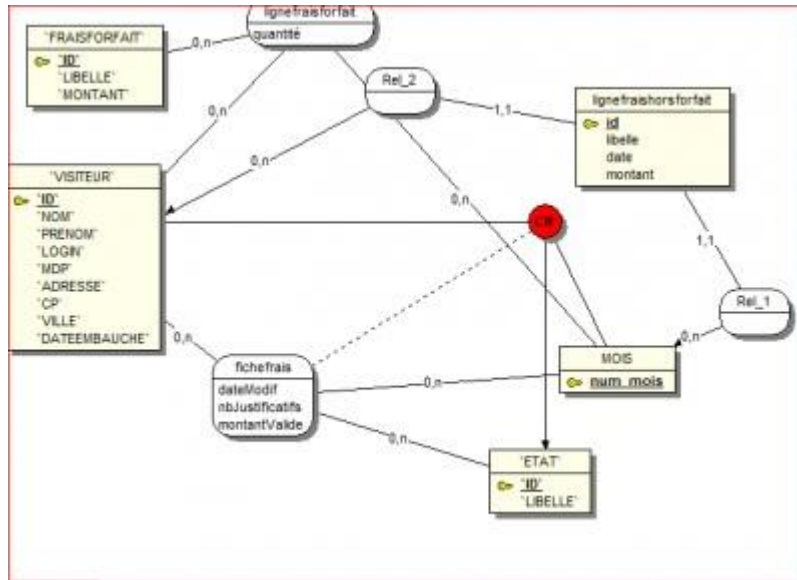 lignefraisforfait
quantité
`FRAISFORFAIT`
`ID`
`LIBELLE`
`MONTANT`
0,n
0,n
Rel_2
1,1
lignefraishorsforfait
id
libelle
date
montant
0,n
0,n
`VISITEUR`
`ID`
`NOM`
`PRENOM`
`LOGIN`
`MDP`
`ADRESSE`
`CP`
`VILLE`
`DATEEMBAUCHE`
1,1
Rel_1
0,n
0,n
fichefrais
dateModif
nbJustificatifs
montantValide
0,n
MOIS
num_mois
0,n
`ETAT`
`ID`
`LIBELLE`